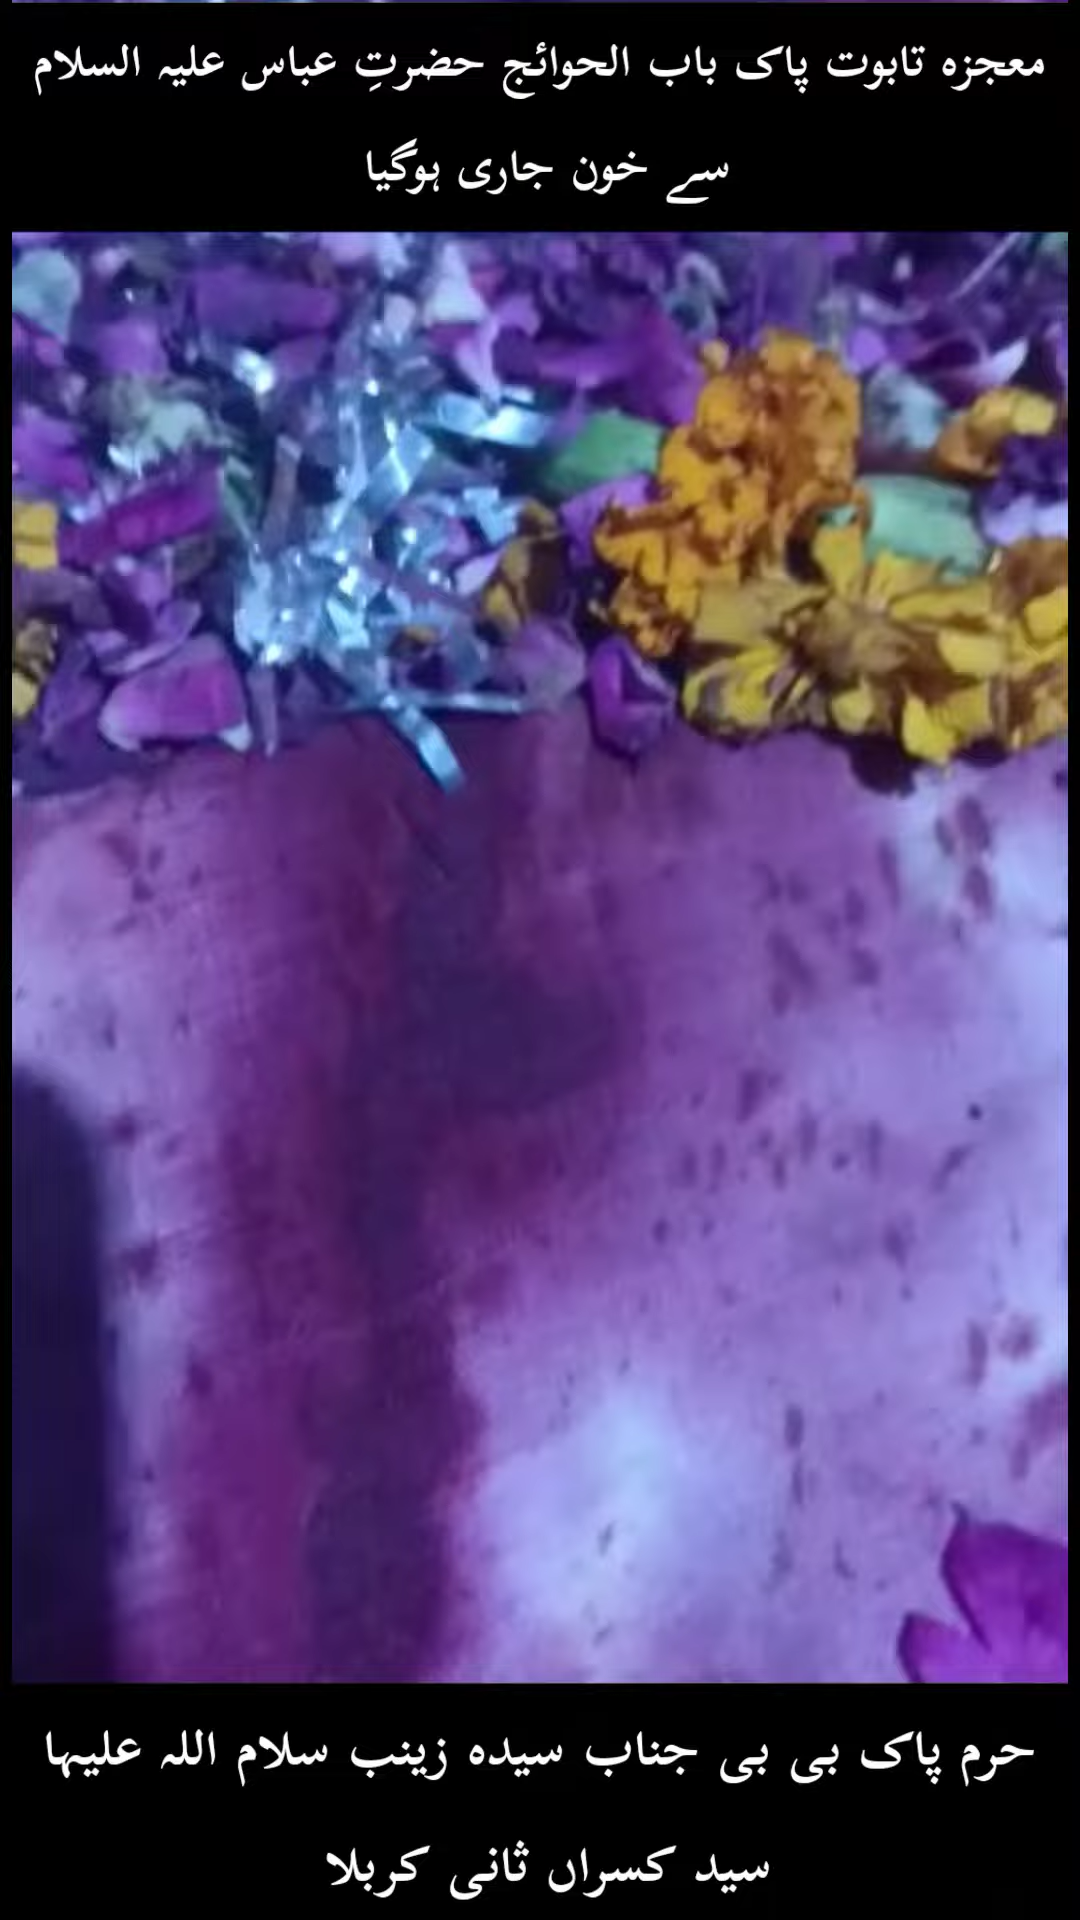 معجزہ تابوت پاک باب الحوائج حضرتِ عباس علیہ السلام
سے خون جاری ہوگیا
حرم پاک بی بی جناب سیدہ زینب سلام اللہ علیہا
سید کسراں ثانی کربلا